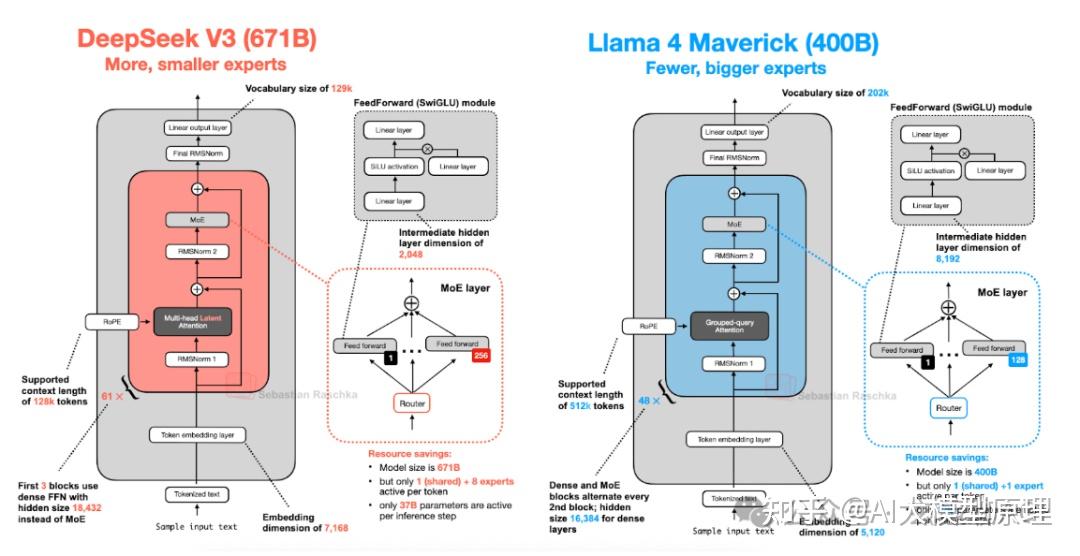 DeepSeek V3 (671B)
More, smaller experts
Vocabulary size of 129k
FeedForward (SwiGLU) module
Linear output layer
Final RMSNorm
Linear layer
SiLU activation
Linear layer
Linear layer
MoE
RMSNorm 2
Intermediate hidden
layer dimension of
2,048
MoE layer
Multi-head Latent
Attention
RoPE
Feed forward
1
...
Feed forward
256
RMSNorm 1
Supported
context length
of 128k tokens
61 ×
Sebastian Raschka
Router
Token embedding layer
Resource savings:
• Model size is 671B
• but only 1 (shared) + 8 experts
active per token
• only 37B parameters are active
per inference step
First 3 blocks use
dense FFN with
hidden size 18,432
instead of MoE
Tokenized text
Sample input text
Embedding
dimension of 7,168
Llama 4 Maverick (400B)
Fewer, bigger experts
Vocabulary size of 202k
FeedForward (SwiGLU) module
Linear output layer
Final RMSNorm
Linear layer
SiLU activation
Linear layer
Linear layer
MoE
RMSNorm 2
Intermediate hidden
layer dimension of
8,192
MoE layer
Grouped-query
Attention
RoPE
Feed forward
1
...
Feed forward
128
RMSNorm 1
Supported
context length
of 512k tokens
48 ×
Sebastian Raschka
Router
Token embedding layer
Resource savings:
• Model size is 400B
• but only 1 (shared) +1 expert
active per token
• only
Dense and MoE
blocks alternate every
2nd block; hidden
size 16,384 for dense
layers
Tokenized text
Sample input text
Embedding
dimension of 5,120
知乎 @AI大模型原理